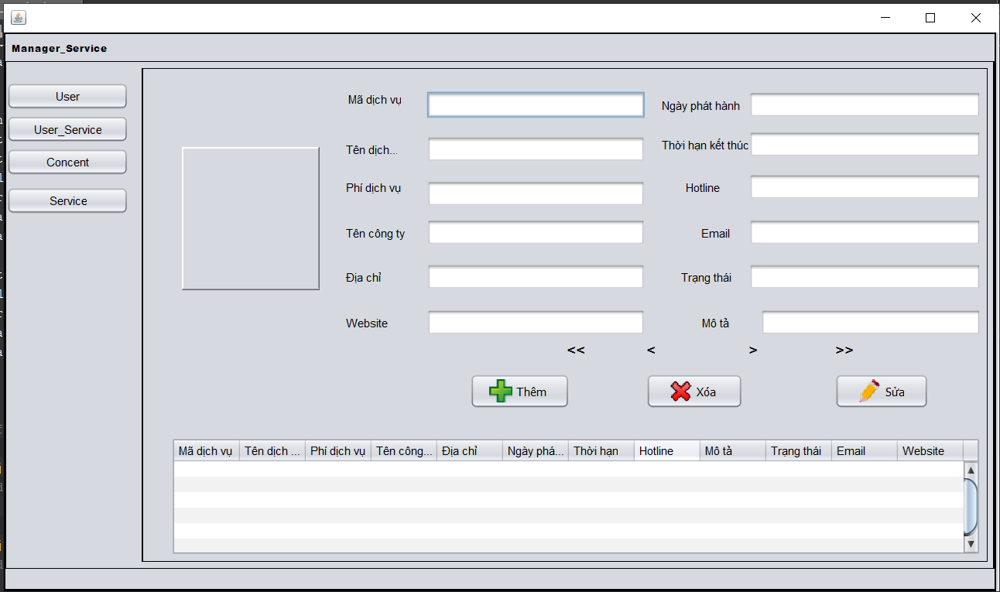 Manager_Service
User
User_Service
Concent
Service
Mã dịch vụ
Ngày phát hành
Tên dịch...
Thời hạn kết thúc
Phí dịch vụ
Hotline
Tên công ty
Email
Địa chỉ
Trạng thái
Website
Mô tả
<< < > >>
Thêm Xóa Sửa
Mã dịch vụ Tên dịch ... Phí dịch vụ Tên công... Địa chỉ Ngày phá... Thời hạn Hotline Mô tả Trạng thái Email Website